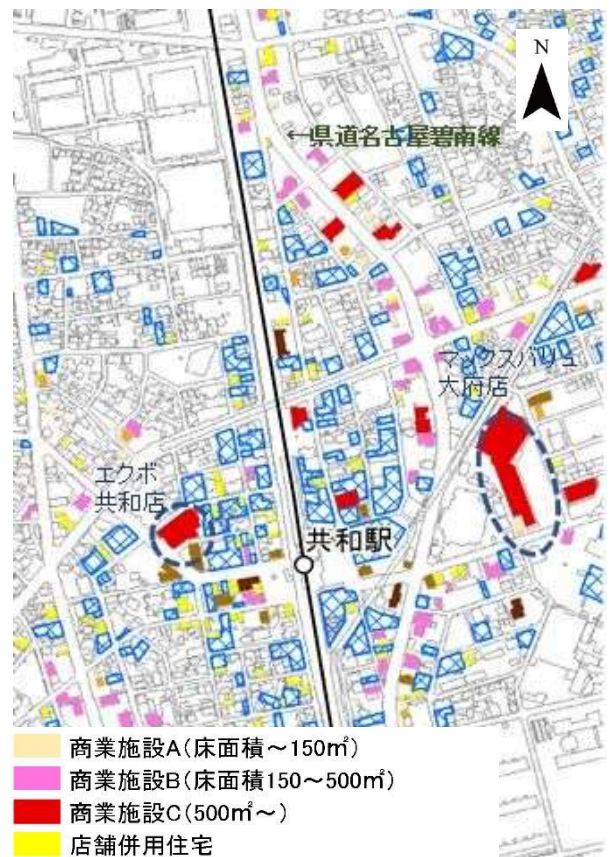 N
←県道名古屋碧南線
マックスバリュ
大府店
エクボ
共和店
共和駅
商業施設A(床面積~150㎡)
商業施設B(床面積150~500㎡)
商業施設C(500㎡~)
店舗併用住宅